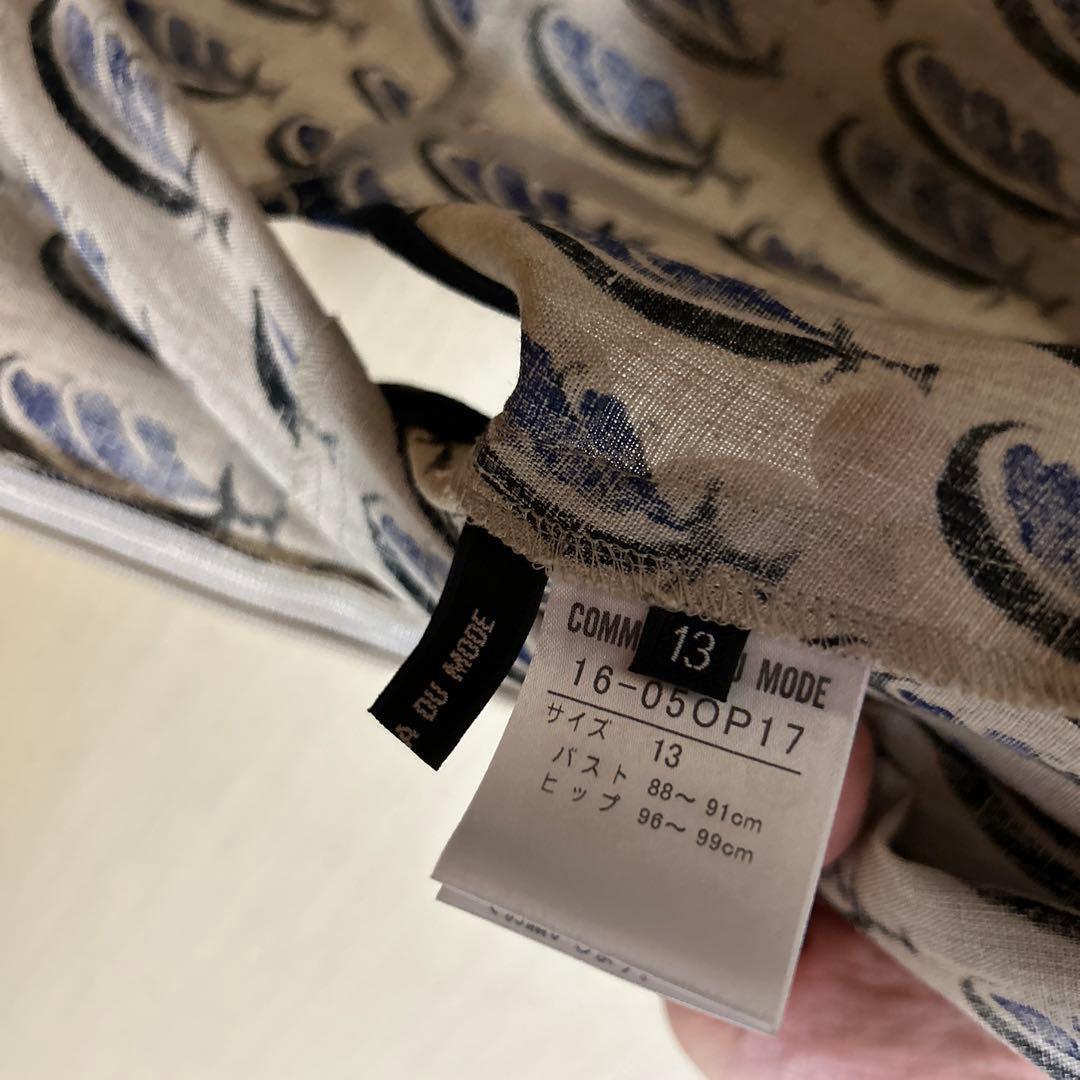 A DU MODE
13
COMM U MODE
16-05OP17
サイズ 13
バスト 88～ 91cm
ヒップ 96～ 99cm